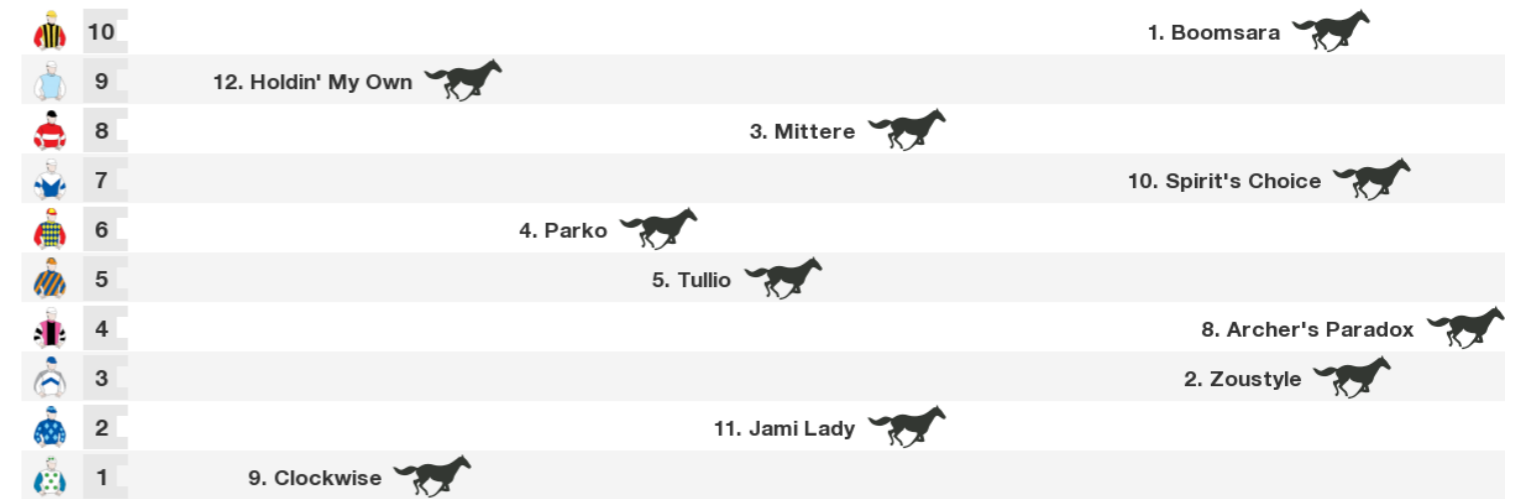 10 1. Boomsara
9 12. Holdin' My Own
8 3. Mittere
7 10. Spirit's Choice
6 4. Parko
5 5. Tullio
4 8. Archer's Paradox
3 2. Zoustyle
2 11. Jami Lady
1 9. Clockwise